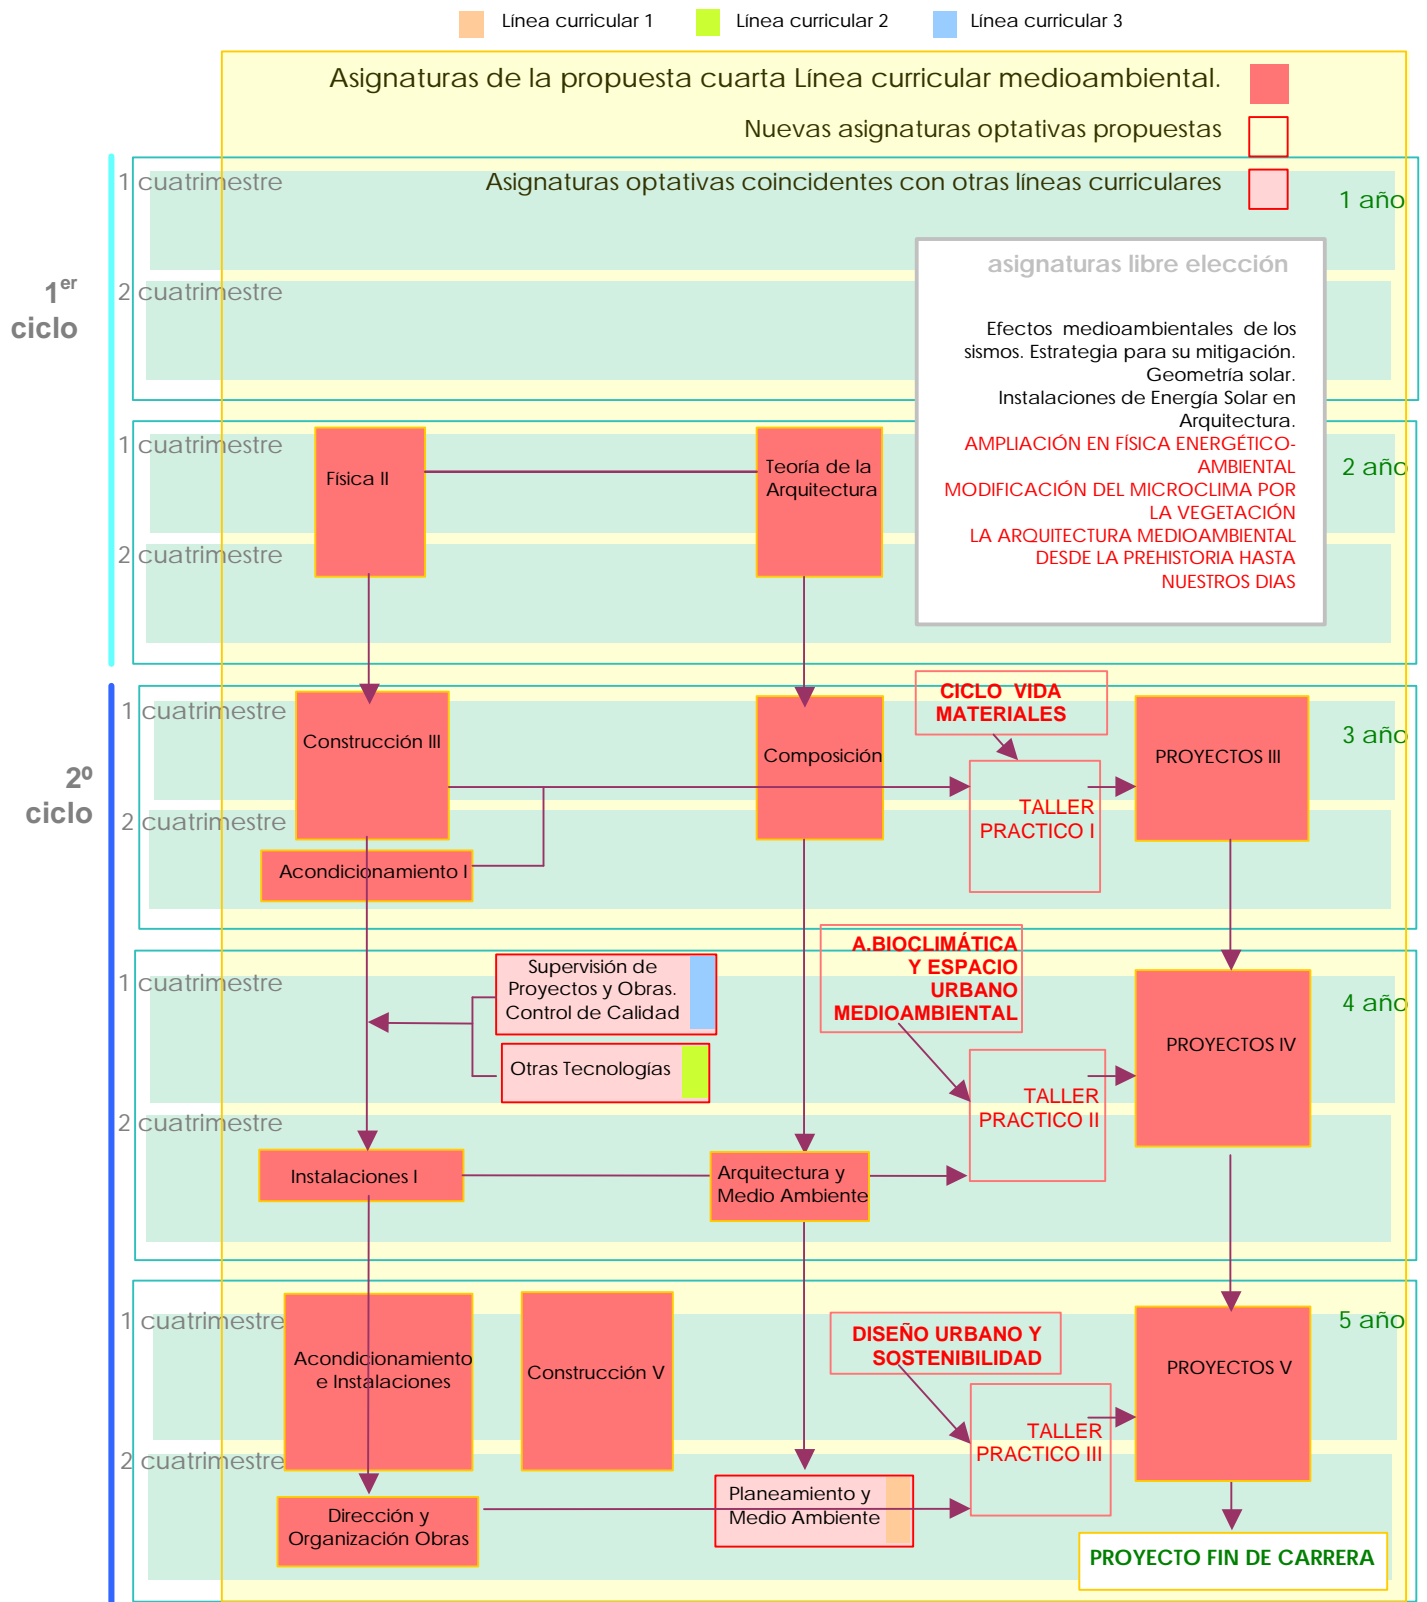 Línea curricular 1
Línea curricular 2
Línea curricular 3
Asignaturas de la propuesta cuarta Línea curricular medioambiental.
Nuevas asignaturas optativas propuestas
Asignaturas optativas coincidentes con otras líneas curriculares
1er
ciclo
1 cuatrimestre
1 año
2 cuatrimestre
asignaturas libre elección
Efectos medioambientales de los
sismos. Estrategia para su mitigación.
Geometría solar.
Instalaciones de Energía Solar en
Arquitectura.
AMPLIACIÓN EN FÍSICA ENERGÉTICO-
AMBIENTAL
MODIFICACIÓN DEL MICROCLIMA POR
LA VEGETACIÓN
LA ARQUITECTURA MEDIOAMBIENTAL
DESDE LA PREHISTORIA HASTA
NUESTROS DIAS
1 cuatrimestre
2 año
Física II
Teoría de la
Arquitectura
2 cuatrimestre
2º
ciclo
1 cuatrimestre
3 año
Construcción III
Composición
CICLO VIDA
MATERIALES
PROYECTOS III
TALLER
PRACTICO I
2 cuatrimestre
Acondicionamiento I
1 cuatrimestre
4 año
Supervisión de
Proyectos y Obras.
Control de Calidad
Otras Tecnologías
A.BIOCLIMÁTICA
Y ESPACIO
URBANO
MEDIOAMBIENTAL
PROYECTOS IV
TALLER
PRACTICO II
2 cuatrimestre
Instalaciones I
Arquitectura y
Medio Ambiente
1 cuatrimestre
5 año
Acondicionamiento
e Instalaciones
Construcción V
DISEÑO URBANO Y
SOSTENIBILIDAD
PROYECTOS V
TALLER
PRACTICO III
2 cuatrimestre
Dirección y
Organización Obras
Planeamiento y
Medio Ambiente
PROYECTO FIN DE CARRERA